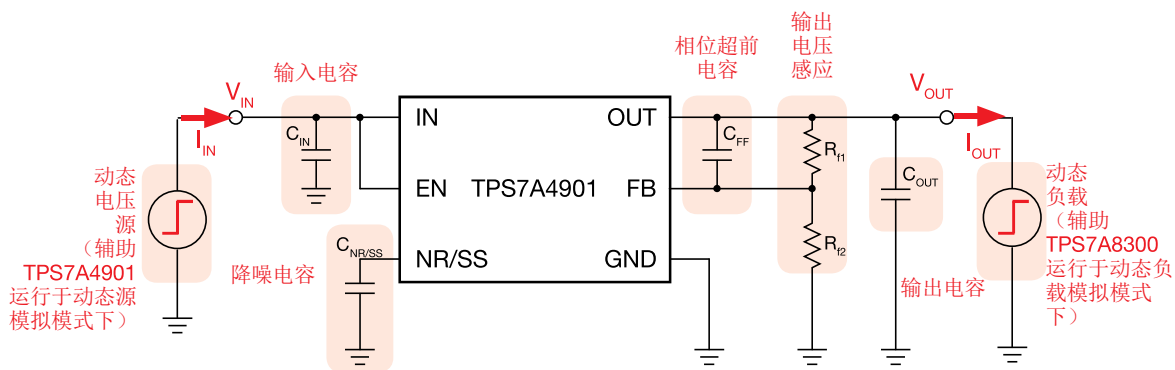 动态
电压
源
（辅助
TPS7A4901
运行于动态源
模拟模式下）
V_IN
I_IN
输入电容
C_IN
降噪电容
C_NR/SS
IN
EN
NR/SS
TPS7A4901
OUT
FB
GND
相位超前
电容
C_FF
输出
电压
感应
R_f1
R_f2
C_OUT
输出电容
V_OUT
I_OUT
动态
负载
（辅助
TPS7A8300
运行于动态负
载模拟模式
下）